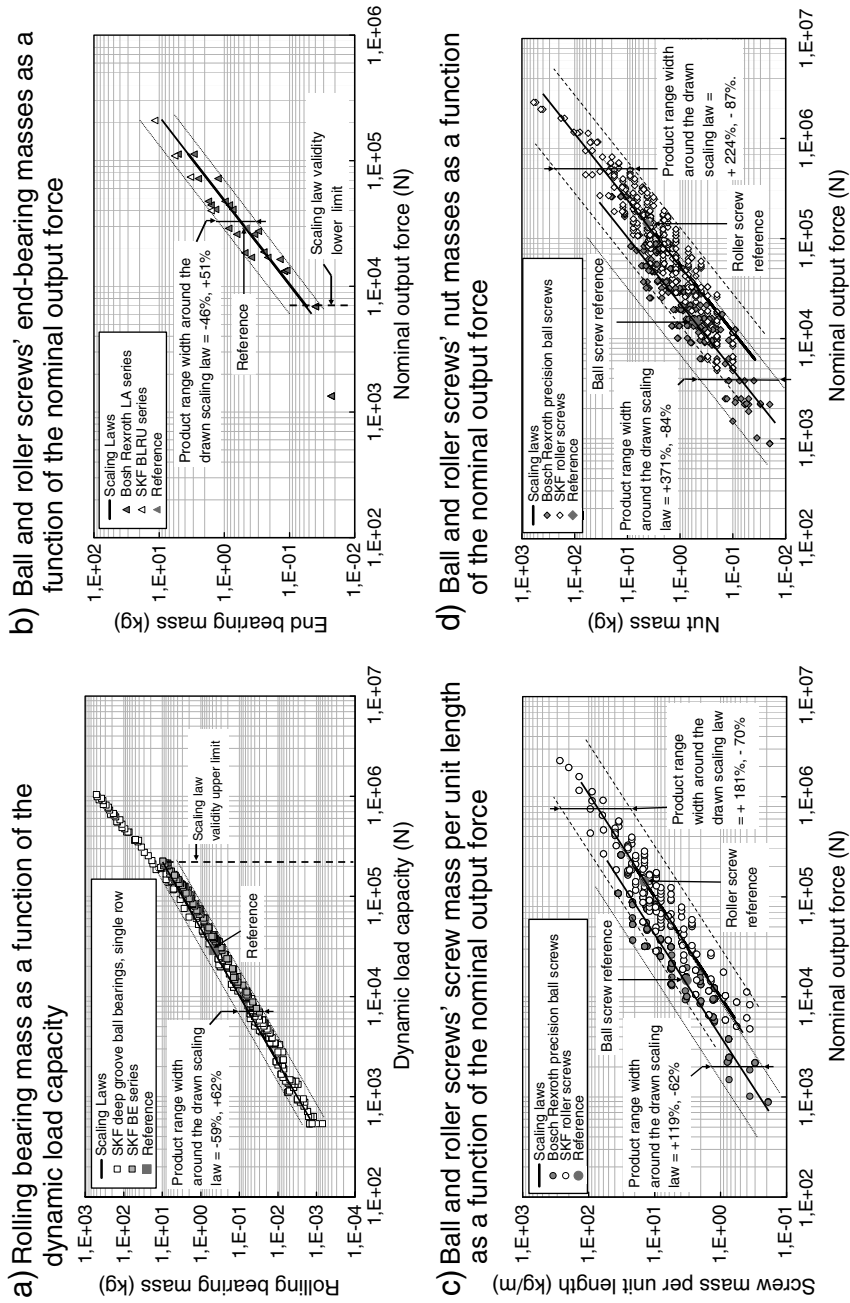 a) Rolling bearing mass as a function of the
dynamic load capacity
1,E+03
1,E+02
1,E+01
1,E+00
1,E-01
1,E-02
1,E-03
1,E-04
Rolling bearing mass (kg)
Scaling Laws
SKF deep groove ball bearings, single row
SKF BE series
Reference
Product range width
around the drawn scaling
law = -59%, +62%
Reference
Scaling law
validity upper limit
1,E+02
1,E+03
1,E+04
1,E+05
1,E+06
1,E+07
Dynamic load capacity (N)
b) Ball and roller screws' end-bearing masses as a
function of the nominal output force
1,E+02
1,E+01
1,E+00
1,E-01
1,E-02
End bearing mass (kg)
Scaling Laws
Bosh Rexroth LA series
SKF BLRU series
Reference
Product range width around the
drawn scaling law = -46%, +51%
Reference
Scaling law validity
lower limit
1,E+02
1,E+03
1,E+04
1,E+05
1,E+06
Nominal output force (N)
c) Ball and roller screws' screw mass per unit length
as a function of the nominal output force
1,E+03
1,E+02
1,E+01
1,E+00
1,E-01
Screw mass per unit length (kg/m)
Scaling laws
Bosch Rexroth precision ball screws
SKF roller screws
Reference
Ball screw reference
Product range width
around the drawn scaling
law = +119%, -62%
Roller screw
reference
Product range
width around the
drawn scaling law
= + 181%, - 70%
1,E+02
1,E+03
1,E+04
1,E+05
1,E+06
1,E+07
Nominal output force (N)
d) Ball and roller screws' nut masses as a function
of the nominal output force
1,E+03
1,E+02
1,E+01
1,E+00
1,E-01
1,E-02
Nut mass (kg)
Scaling laws
Bosch Rexroth precision ball screws
SKF roller screws
Reference
Ball screw reference
Product range width
around the drawn scaling
law = +371%, -84%
Roller screw
reference
Product range width
around the drawn
scaling law =
+ 224%, - 87%.
1,E+02
1,E+03
1,E+04
1,E+05
1,E+06
1,E+07
Nominal output force (N)